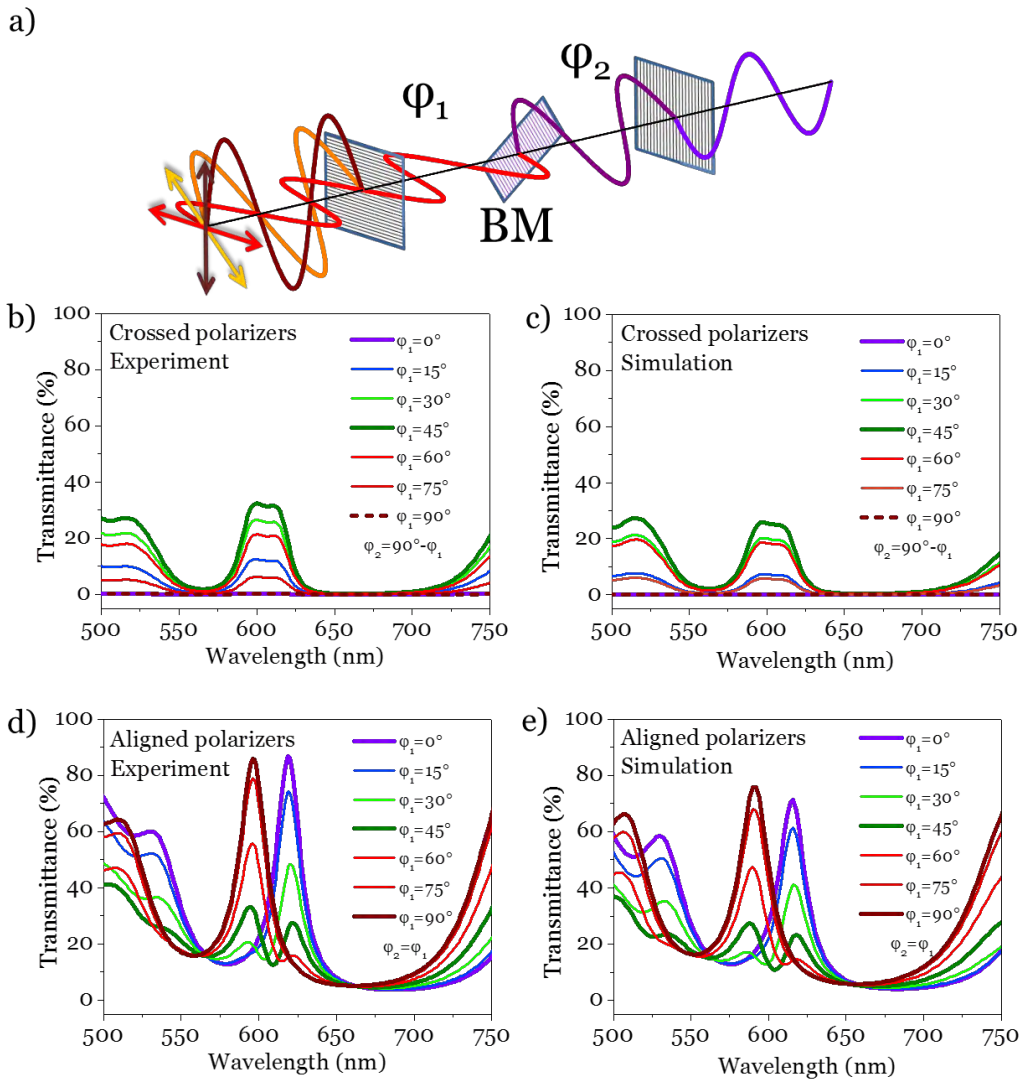 a)
φ1
φ2
BM
b)
Crossed polarizers
Experiment
φ1=0°
φ1=15°
φ1=30°
φ1=45°
φ1=60°
φ1=75°
φ1=90°
φ2=90°-φ1
Transmittance (%)
100
80
60
40
20
0
500 550 600 650 700 750
Wavelength (nm)
c)
Crossed polarizers
Simulation
φ1=0°
φ1=15°
φ1=30°
φ1=45°
φ1=60°
φ1=75°
φ1=90°
φ2=90°-φ1
Transmittance (%)
100
80
60
40
20
0
500 550 600 650 700 750
Wavelength (nm)
d)
Aligned polarizers
Experiment
φ1=0°
φ1=15°
φ1=30°
φ1=45°
φ1=60°
φ1=75°
φ1=90°
φ2=φ1
Transmittance (%)
100
80
60
40
20
0
500 550 600 650 700 750
Wavelength (nm)
e)
Aligned polarizers
Simulation
φ1=0°
φ1=15°
φ1=30°
φ1=45°
φ1=60°
φ1=75°
φ1=90°
φ2=φ1
Transmittance (%)
100
80
60
40
20
0
500 550 600 650 700 750
Wavelength (nm)